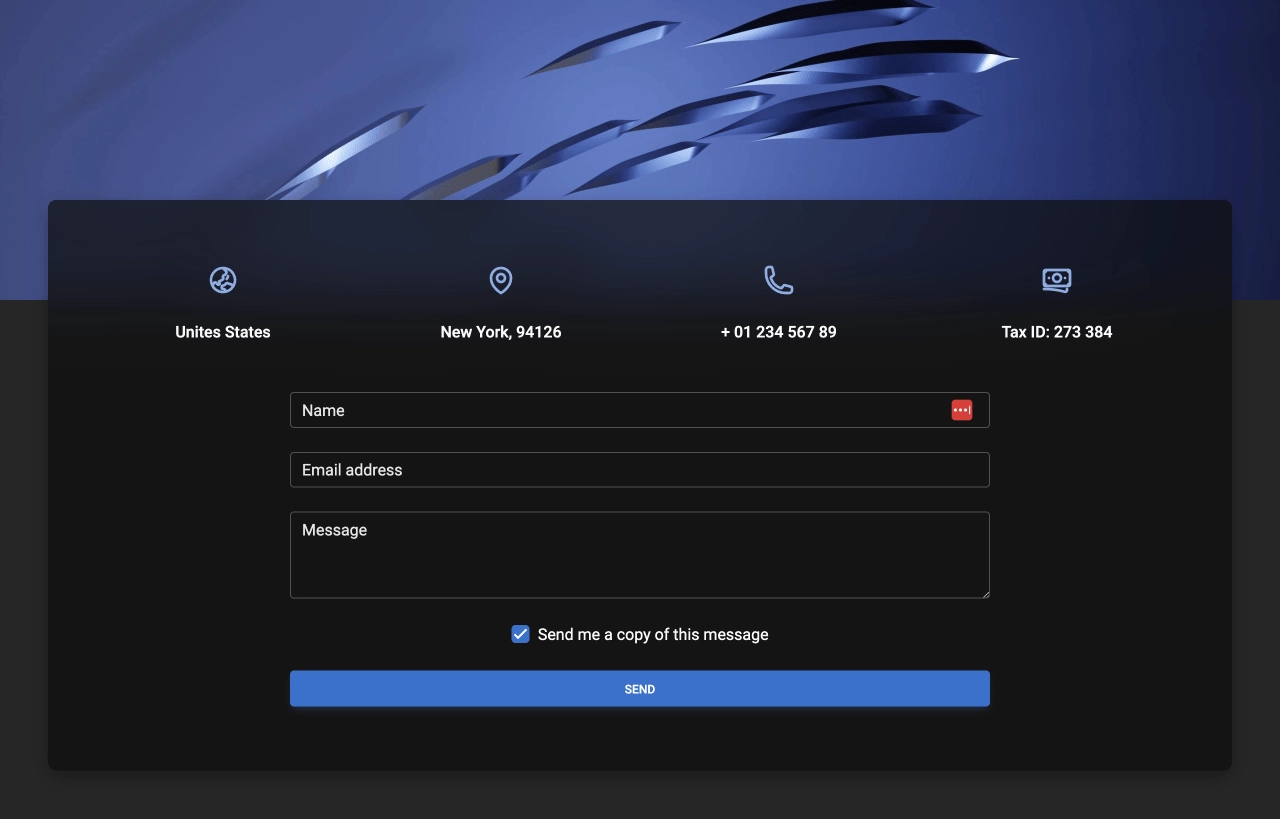 Unites States
New York, 94126
+ 01 234 567 89
Tax ID: 273 384
Name
Email address
Message
Send me a copy of this message
SEND